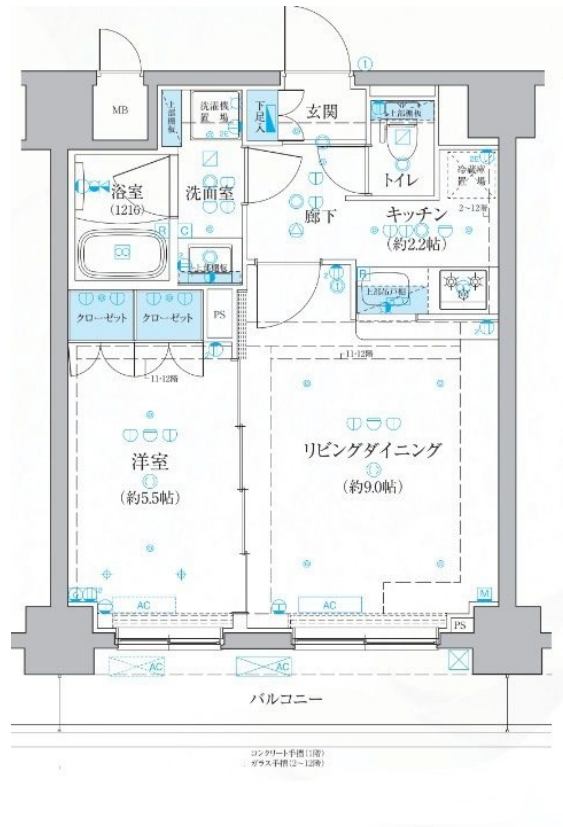 MB
上部棚板
洗濯機
置場
下足入
玄関
上部棚板
トイレ
冷蔵庫
置場
2E
2E
2~12階
浴室
(1216)
洗面室
廊下
キッチン
(約2.2帖)
R
C
上部棚板
R
上部吊戸棚
クローゼット
クローゼット
PS
11・12階
11・12階
洋室
(約5.5帖)
リビングダイニング
(約9.0帖)
AC
AC
M
PS
AC
AC
バルコニー
コンクリート手摺(1階)
ガラス手摺(2~12階)